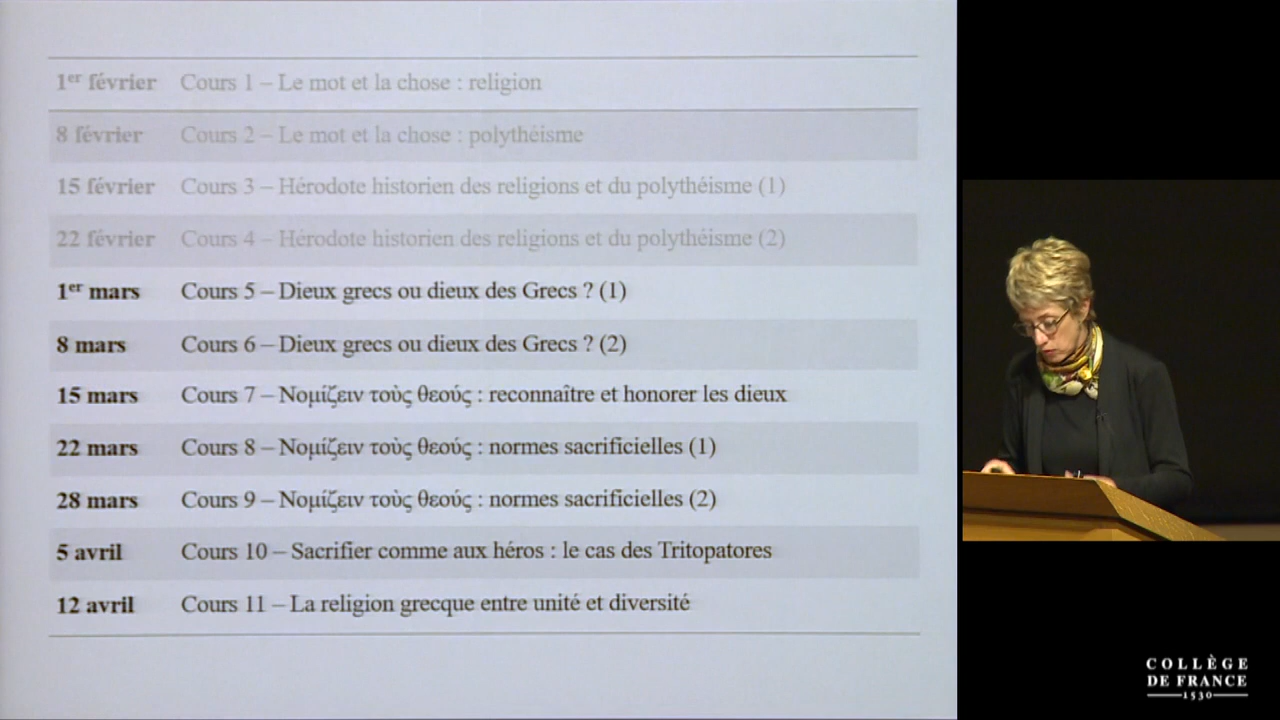 1er février Cours 1 – Le mot et la chose : religion
8 février Cours 2 – Le mot et la chose : polythéisme
15 février Cours 3 – Hérodote historien des religions et du polythéisme (1)
22 février Cours 4 – Hérodote historien des religions et du polythéisme (2)
1er mars Cours 5 – Dieux grecs ou dieux des Grecs ? (1)
8 mars Cours 6 – Dieux grecs ou dieux des Grecs ? (2)
15 mars Cours 7 – Νομίζειν τοὺς θεούς : reconnaître et honorer les dieux
22 mars Cours 8 – Νομίζειν τοὺς θεούς : normes sacrificielles (1)
28 mars Cours 9 – Νομίζειν τοὺς θεούς : normes sacrificielles (2)
5 avril Cours 10 – Sacrifier comme aux héros : le cas des Tritopatores
12 avril Cours 11 – La religion grecque entre unité et diversité
COLLÈGE
DE FRANCE
1530